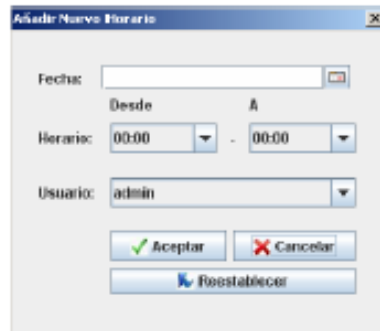 Añadir Nuevo Horario
Fecha:
Desde A
Horario: 00:00 - 00:00
Usuario: admin
Aceptar Cancelar
Reestablecer